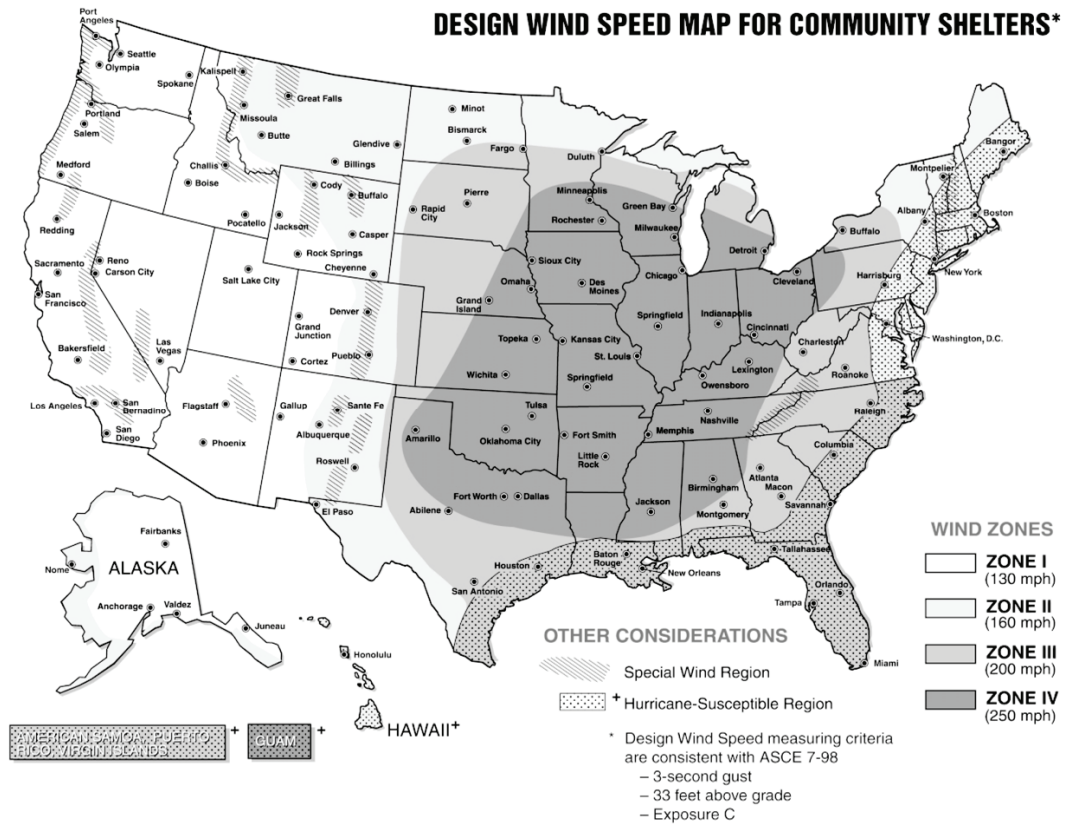 DESIGN WIND SPEED MAP FOR COMMUNITY SHELTERS*
Port
Angeles
Seattle
Olympia
Spokane
Kalispell
Great Falls
Missoula
Butte
Portland
Salem
Medford
Challis
Boise
Pocatello
Glendive
Billings
Cody
Buffalo
Jackson
Casper
Rock Springs
Cheyenne
Minot
Bismarck
Fargo
Pierre
Rapid
City
Duluth
Minneapolis
Rochester
Green Bay
Milwaukee
Detroit
Bangor
Montpelier
Albany
Boston
Buffalo
New York
Harrisburg
Washington, D.C.
Redding
Sacramento
San
Francisco
Reno
Carson City
Bakersfield
Las
Vegas
Los Angeles
San
Bernadino
San
Diego
Salt Lake City
Grand
Junction
Cortez
Denver
Pueblo
Flagstaff
Phoenix
Gallup
Sante Fe
Albuquerque
Roswell
El Paso
Sioux City
Omaha
Des
Moines
Grand
Island
Topeka
Wichita
Kansas City
St. Louis
Springfield
Chicago
Springfield
Indianapolis
Cincinnati
Cleveland
Charleston
Lexington
Owensboro
Roanoke
Raleigh
Nashville
Memphis
Columbia
Tulsa
Oklahoma City
Amarillo
Fort Smith
Little
Rock
Fort Worth
Dallas
Abilene
Jackson
Birmingham
Montgomery
Atlanta
Macon
Savannah
Tallahassee
Orlando
Tampa
Miami
Baton
Rouge
New Orleans
Houston
San Antonio
Fairbanks
Nome
ALASKA
Anchorage
Valdez
Juneau
Honolulu
HAWAII+
AMERICAN SAMOA, PUERTO
RICO, VIRGIN ISLANDS
+
GUAM
+
OTHER CONSIDERATIONS
Special Wind Region
+ Hurricane-Susceptible Region
* Design Wind Speed measuring criteria
are consistent with ASCE 7-98
– 3-second gust
– 33 feet above grade
– Exposure C
WIND ZONES
ZONE I
(130 mph)
ZONE II
(160 mph)
ZONE III
(200 mph)
ZONE IV
(250 mph)